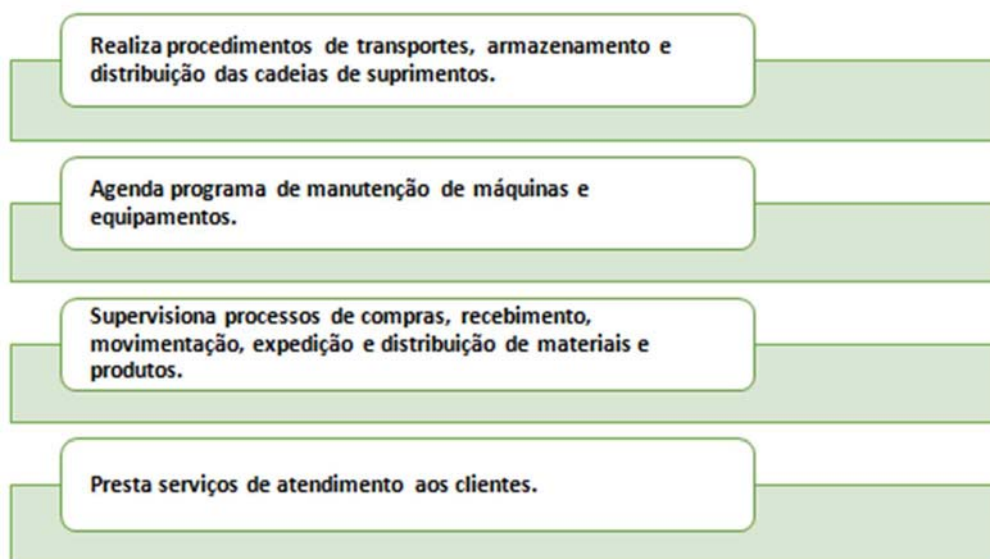 Realiza procedimentos de transportes, armazenamento e
distribuição das cadeias de suprimentos.
Agenda programa de manutenção de máquinas e
equipamentos.
Supervisiona processos de compras, recebimento,
movimentação, expedição e distribuição de materiais e
produtos.
Presta serviços de atendimento aos clientes.